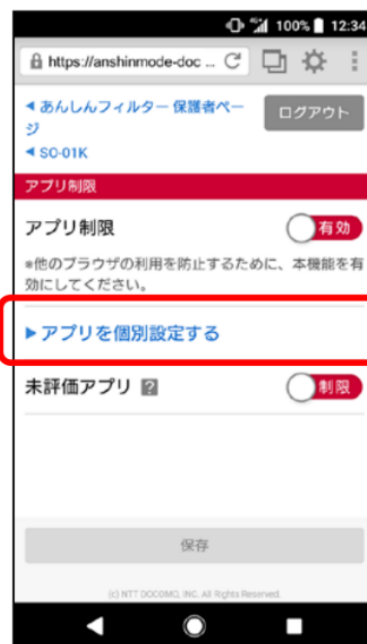 100% 12:34
https://anshinmode-doc ...
◀ あんしんフィルター 保護者ペー
ジ
ログアウト
◀ SO-01K
アプリ制限
アプリ制限
有効
※他のブラウザの利用を防止するために、本機能を有
効にしてください。
▶アプリを個別設定する
未評価アプリ ?
制限
保存
(c) NTT DOCOMO, INC. All Rights Reserved.